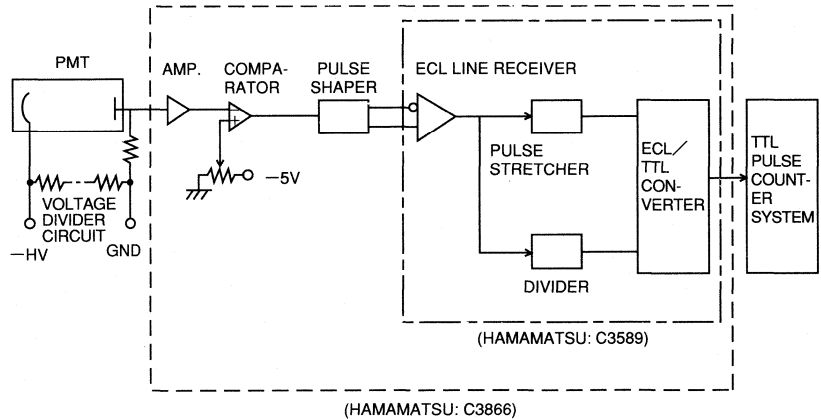 PMT
AMP.
COMPA-
RATOR
PULSE
SHAPER
ECL LINE RECEIVER
−
+
−5V
VOLTAGE
DIVIDER
CIRCUIT
−HV
GND
PULSE
STRETCHER
DIVIDER
ECL/
TTL
CON-
VERTER
TTL
PULSE
COUNT-
ER
SYSTEM
(HAMAMATSU: C3589)
(HAMAMATSU: C3866)